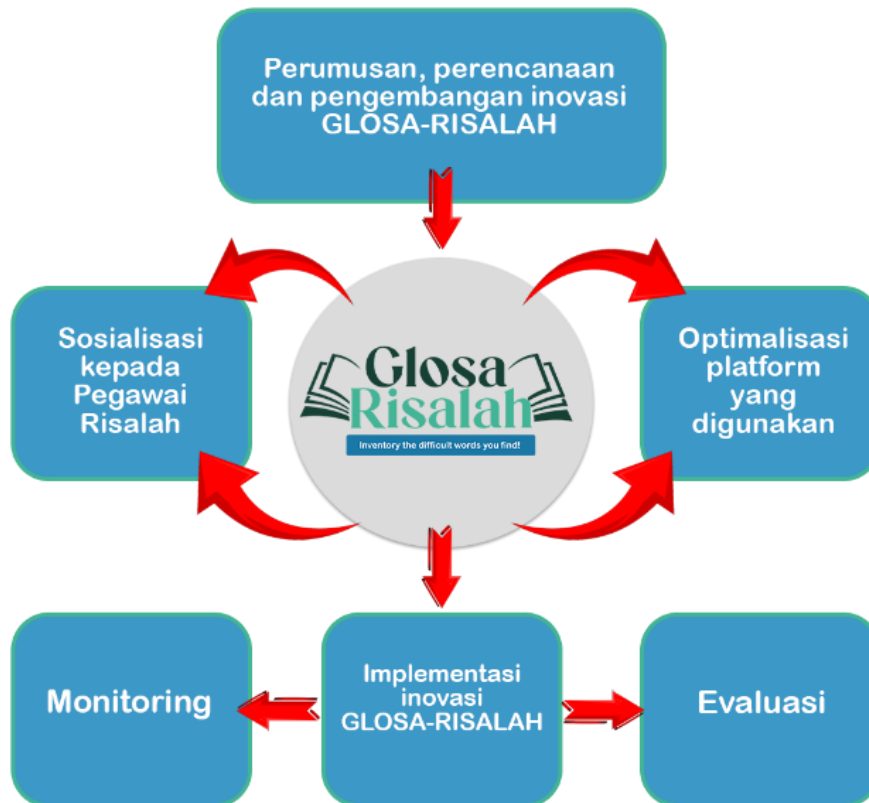 Perumusan, perencanaan
dan pengembangan inovasi
GLOSA-RISALAH
Sosialisasi
kepada
Pegawai
Risalah
Glosa
Risalah
Inventory the difficult words you find!
Optimalisasi
platform
yang
digunakan
Monitoring
Implementasi
inovasi
GLOSA-RISALAH
Evaluasi